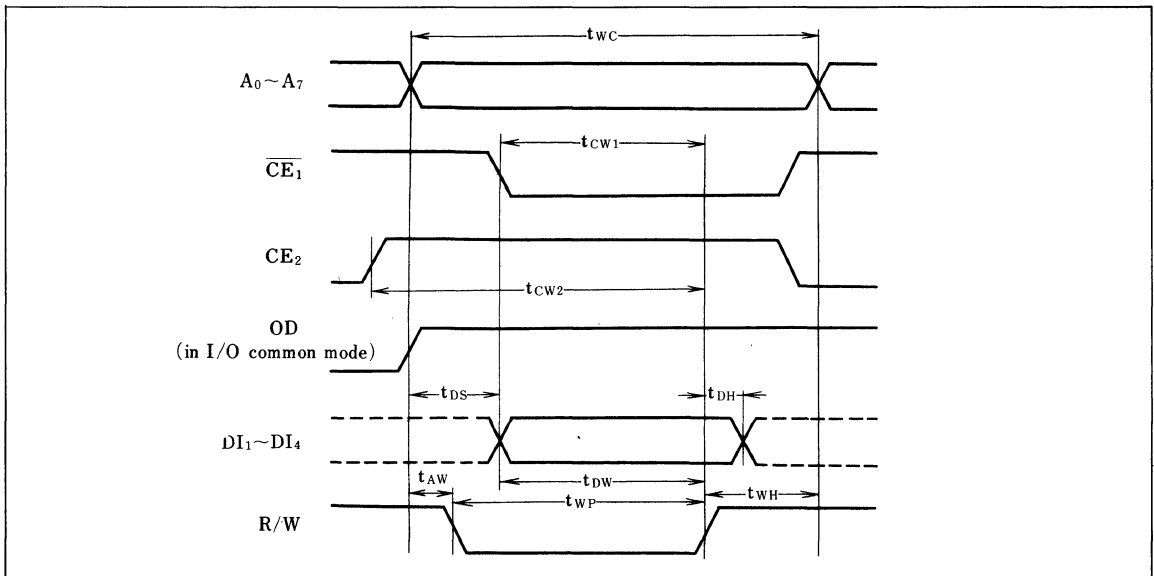 tWC
A0~A7
tCW1
CE1
CE2
tCW2
OD
(in I/O common mode)
tDS
tDH
DI1~DI4
tAW
tDW
tWP
tWH
R/W